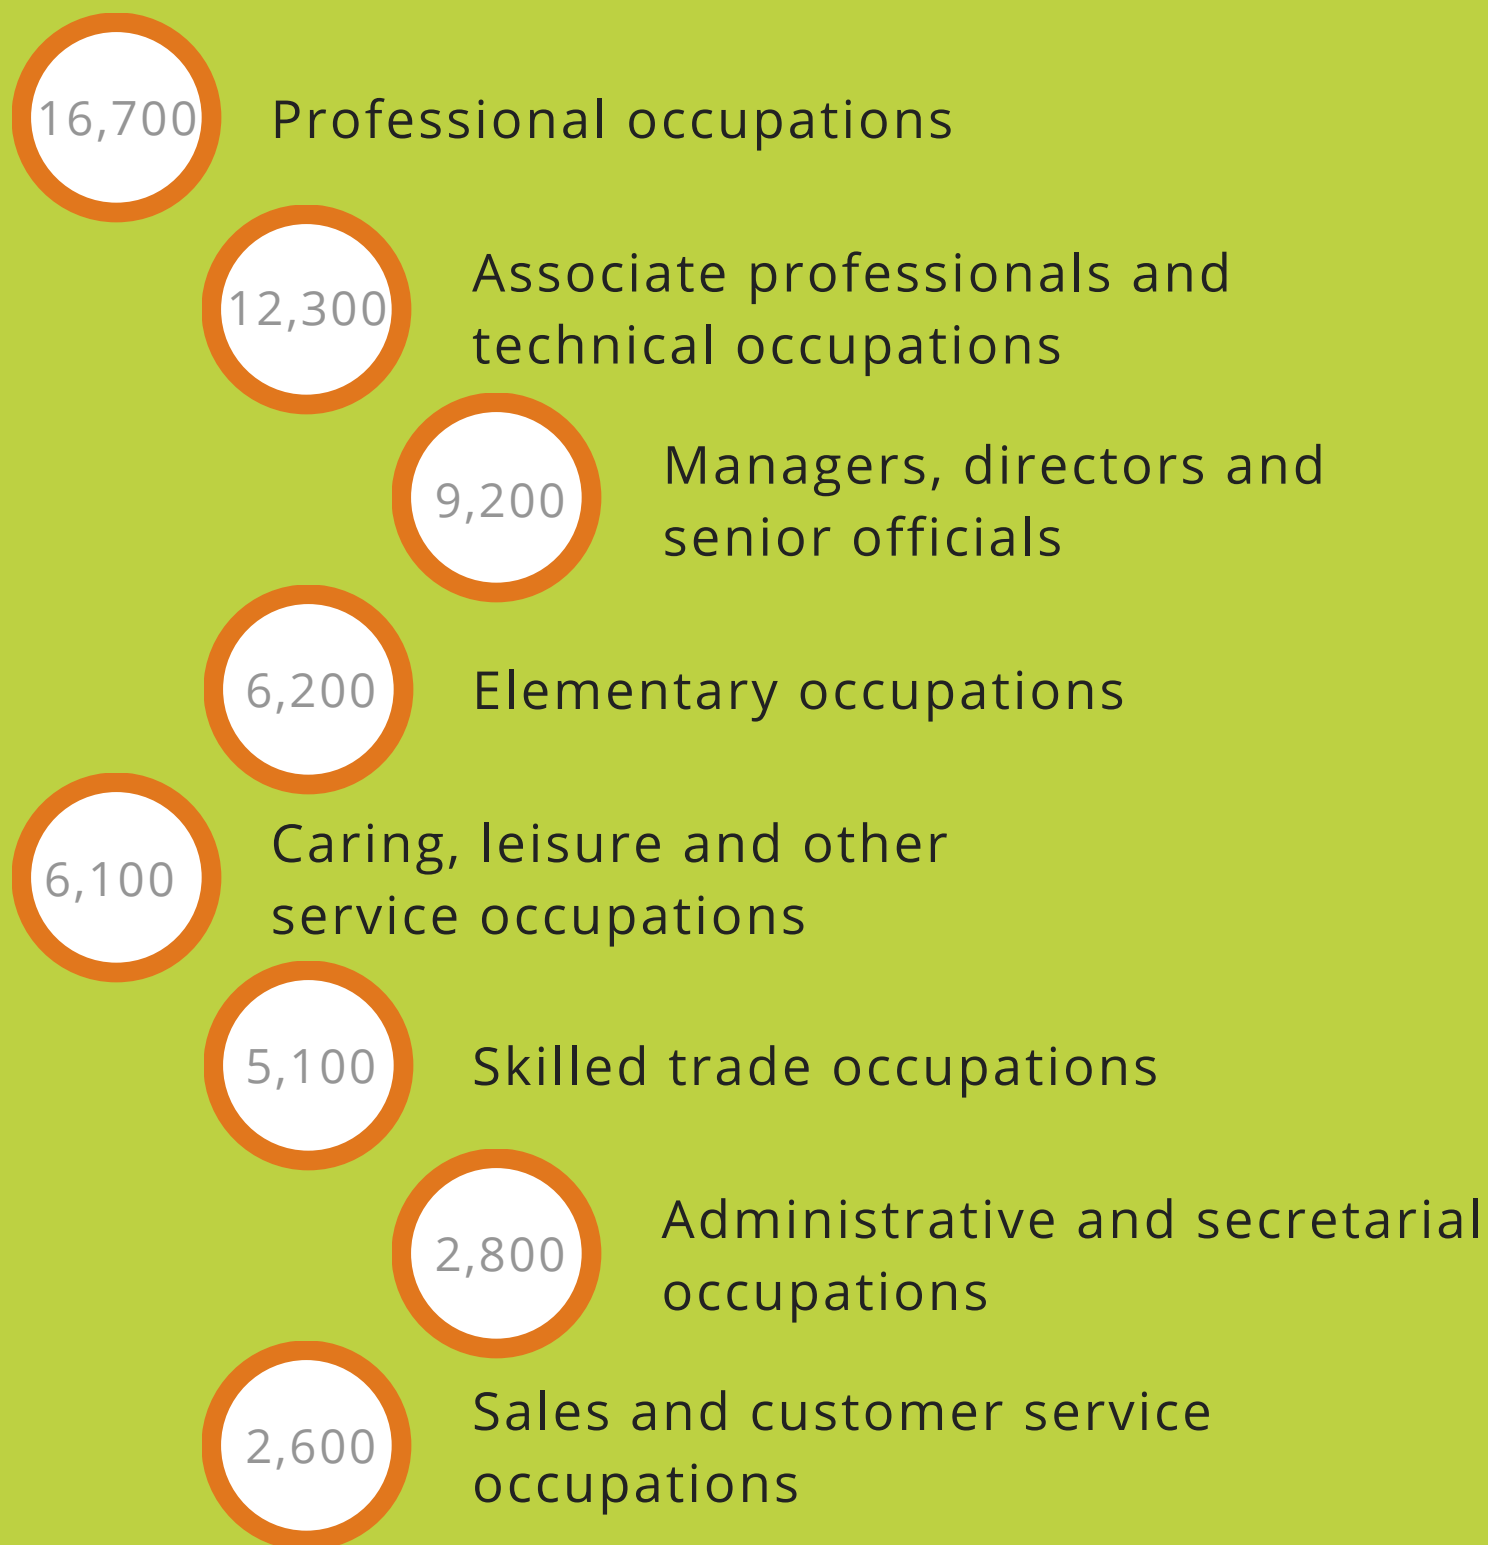 16,700
Professional occupations
12,300
Associate professionals and
technical occupations
9,200
Managers, directors and
senior officials
6,200
Elementary occupations
6,100
Caring, leisure and other
service occupations
5,100
Skilled trade occupations
2,800
Administrative and secretarial
occupations
2,600
Sales and customer service
occupations